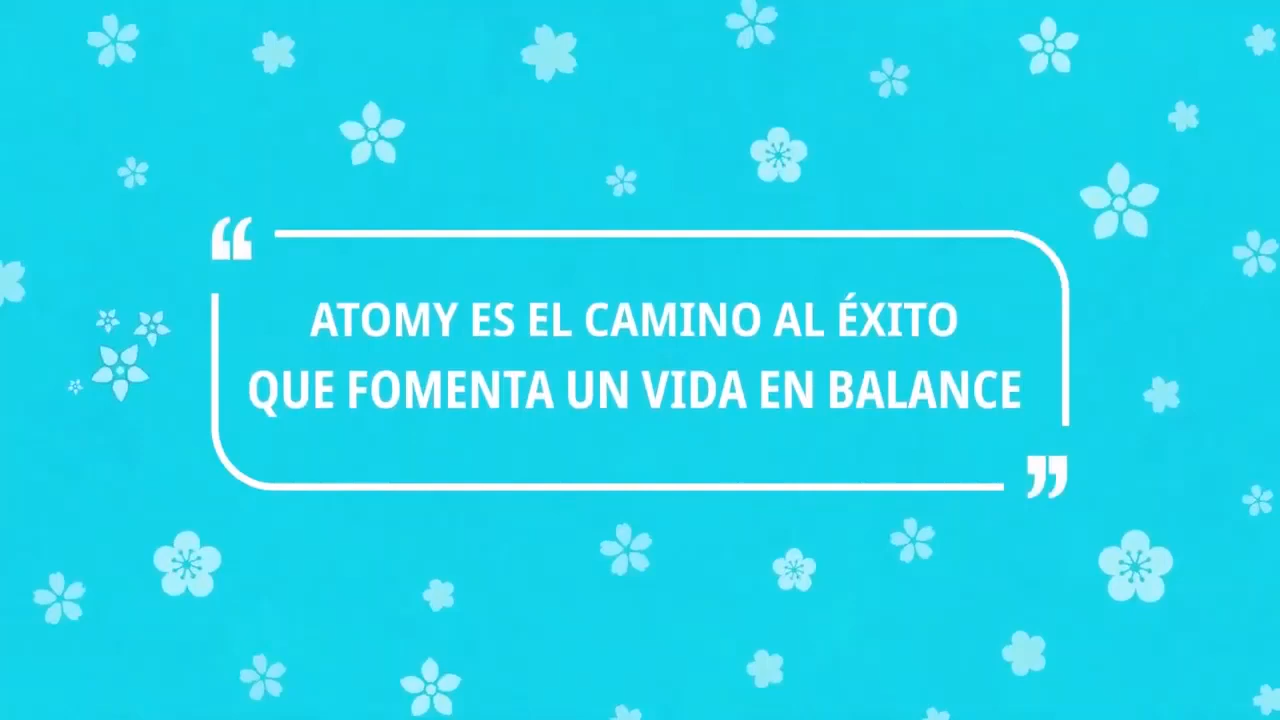 “
ATOMY ES EL CAMINO AL ÉXITO
QUE FOMENTA UN VIDA EN BALANCE
”